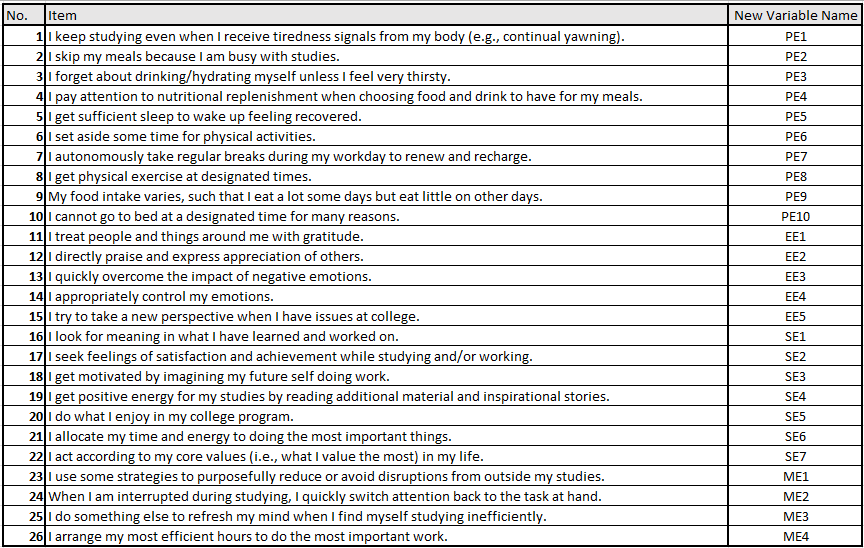 No. Item New Variable Name
1 I keep studying even when I receive tiredness signals from my body (e.g., continual yawning). PE1
2 I skip my meals because I am busy with studies. PE2
3 I forget about drinking/hydrating myself unless I feel very thirsty. PE3
4 I pay attention to nutritional replenishment when choosing food and drink to have for my meals. PE4
5 I get sufficient sleep to wake up feeling recovered. PE5
6 I set aside some time for physical activities. PE6
7 I autonomously take regular breaks during my workday to renew and recharge. PE7
8 I get physical exercise at designated times. PE8
9 My food intake varies, such that I eat a lot some days but eat little on other days. PE9
10 I cannot go to bed at a designated time for many reasons. PE10
11 I treat people and things around me with gratitude. EE1
12 I directly praise and express appreciation of others. EE2
13 I quickly overcome the impact of negative emotions. EE3
14 I appropriately control my emotions. EE4
15 I try to take a new perspective when I have issues at college. EE5
16 I look for meaning in what I have learned and worked on. SE1
17 I seek feelings of satisfaction and achievement while studying and/or working. SE2
18 I get motivated by imagining my future self doing work. SE3
19 I get positive energy for my studies by reading additional material and inspirational stories. SE4
20 I do what I enjoy in my college program. SE5
21 I allocate my time and energy to doing the most important things. SE6
22 I act according to my core values (i.e., what I value the most) in my life. SE7
23 I use some strategies to purposefully reduce or avoid disruptions from outside my studies. ME1
24 When I am interrupted during studying, I quickly switch attention back to the task at hand. ME2
25 I do something else to refresh my mind when I find myself studying inefficiently. ME3
26 I arrange my most efficient hours to do the most important work. ME4